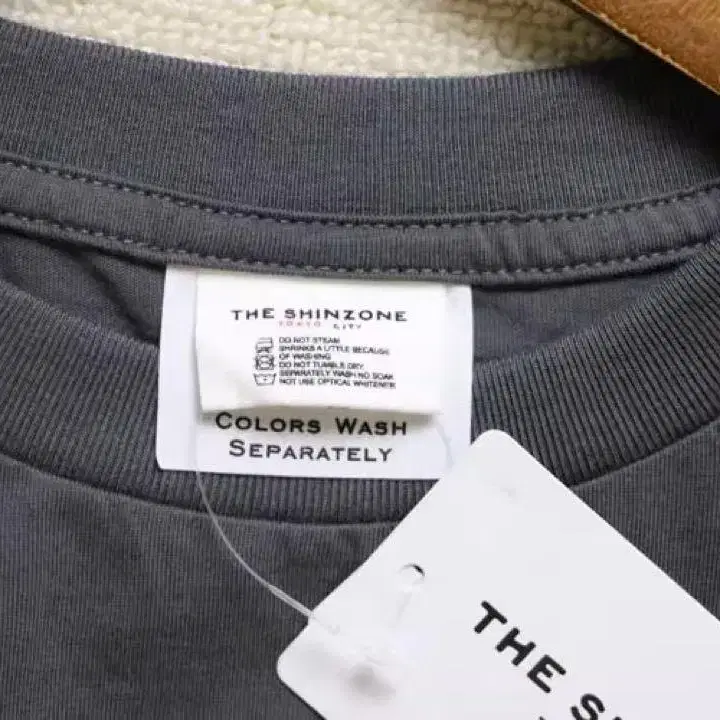 THE SHINZONE
TOKYO CITY
DO NOT STEAM
SHRINKS A LITTLE BECAUSE
OF WASHING
DO NOT TUMBLE DRY
SEPARATELY WASH NO SOAK
NOT USE OPTICAL WHITENER
COLORS WASH
SEPARATELY
THE S